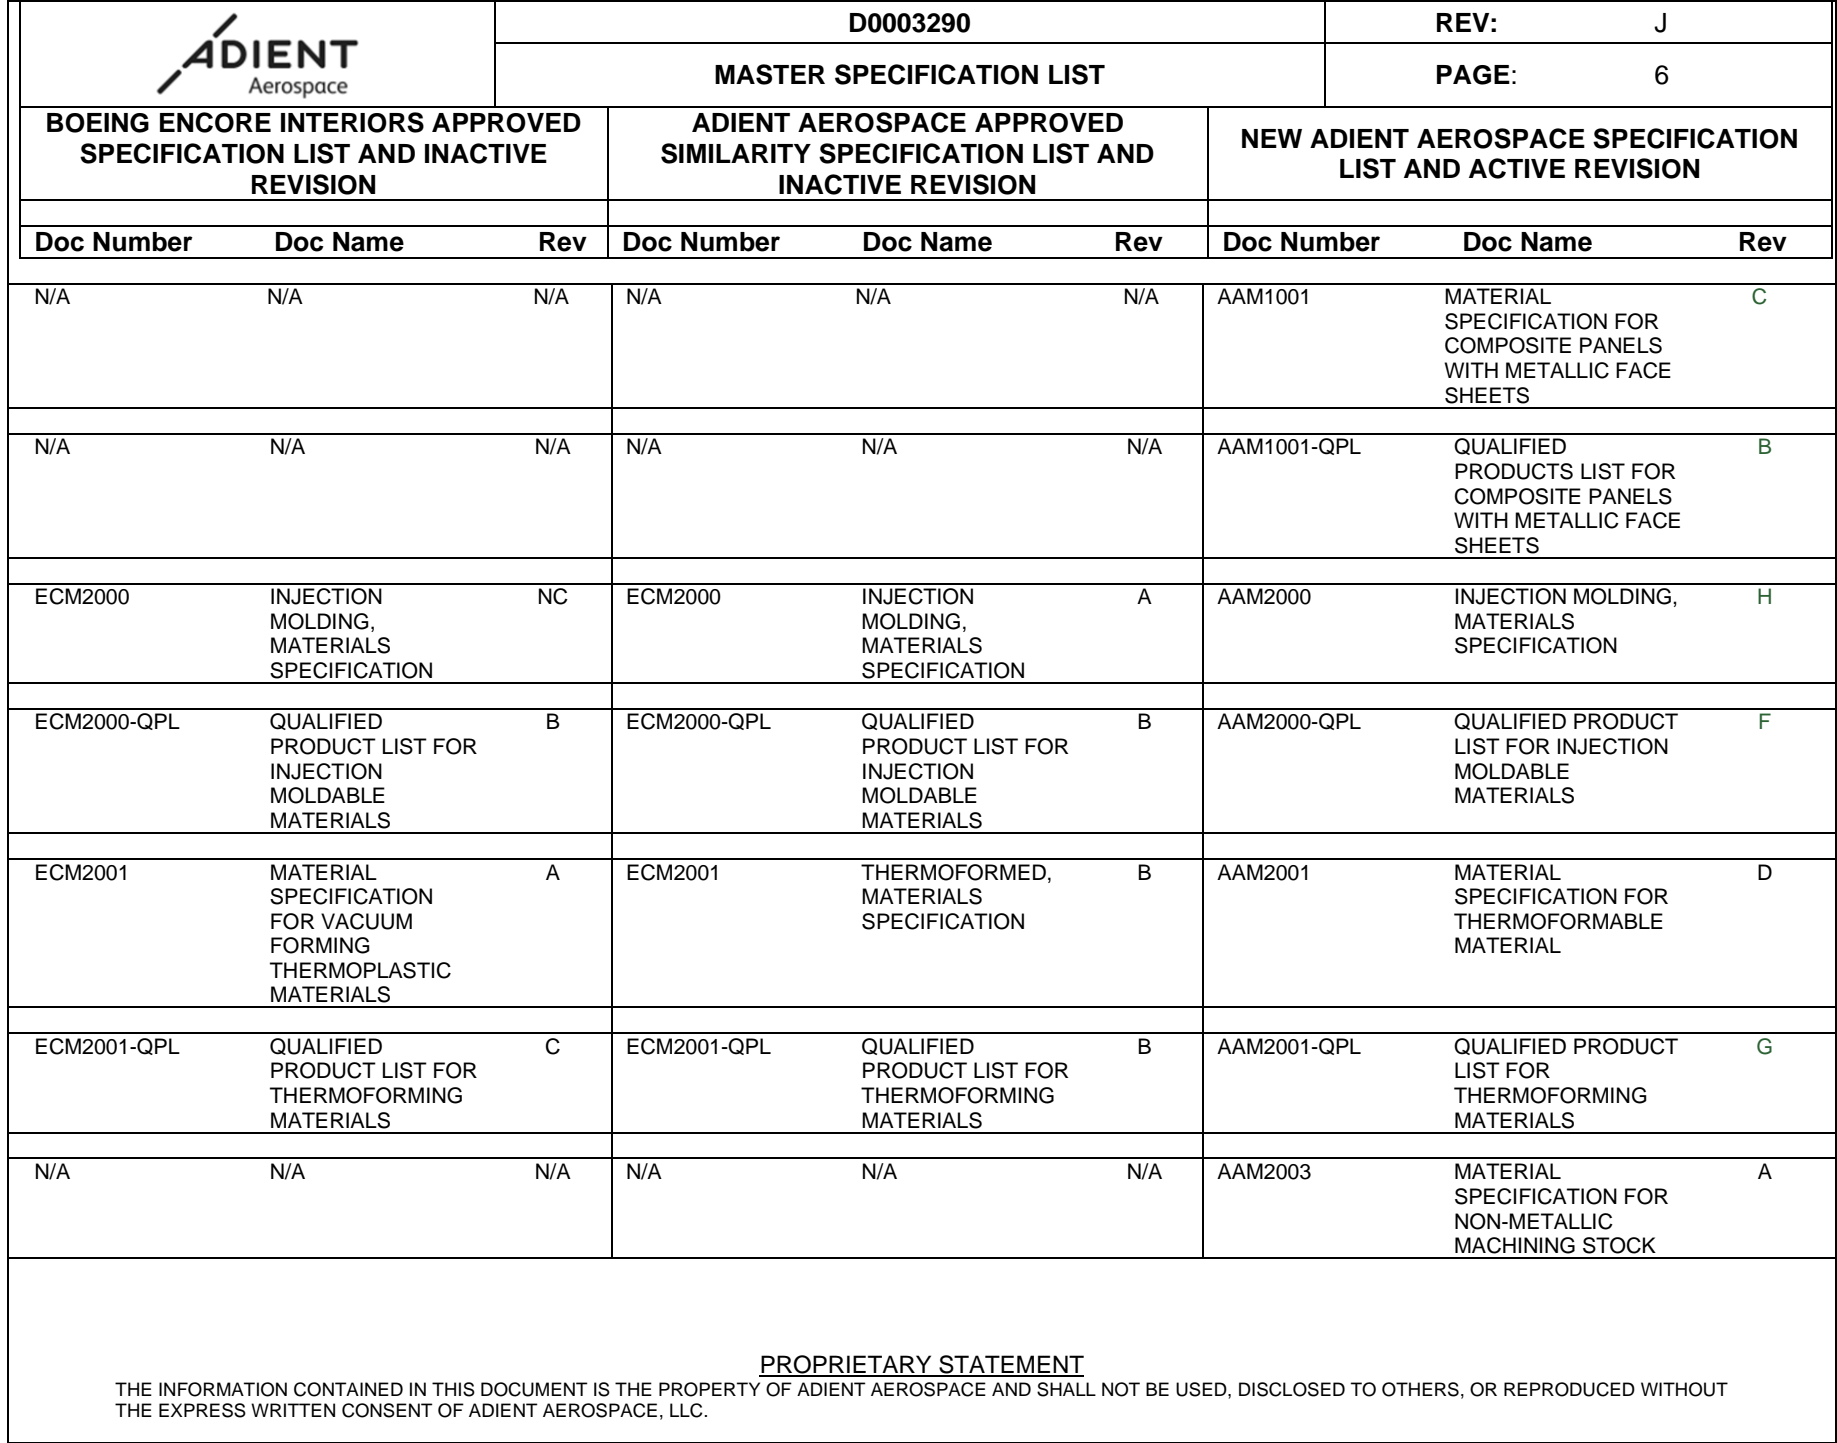 ADIENT
Aerospace
D0003290
REV: J
MASTER SPECIFICATION LIST
PAGE: 6
BOEING ENCORE INTERIORS APPROVED
SPECIFICATION LIST AND INACTIVE
REVISION
ADIENT AEROSPACE APPROVED
SIMILARITY SPECIFICATION LIST AND
INACTIVE REVISION
NEW ADIENT AEROSPACE SPECIFICATION
LIST AND ACTIVE REVISION
Doc Number Doc Name Rev Doc Number Doc Name Rev Doc Number Doc Name Rev
N/A N/A N/A N/A N/A N/A AAM1001 MATERIAL C
SPECIFICATION FOR
COMPOSITE PANELS
WITH METALLIC FACE
SHEETS
N/A N/A N/A N/A N/A N/A AAM1001-QPL QUALIFIED B
PRODUCTS LIST FOR
COMPOSITE PANELS
WITH METALLIC FACE
SHEETS
ECM2000 INJECTION NC ECM2000 INJECTION A AAM2000 INJECTION MOLDING, H
MOLDING, MOLDING, MATERIALS
MATERIALS MATERIALS SPECIFICATION
SPECIFICATION SPECIFICATION
ECM2000-QPL QUALIFIED B ECM2000-QPL QUALIFIED B AAM2000-QPL QUALIFIED PRODUCT F
PRODUCT LIST FOR PRODUCT LIST FOR LIST FOR INJECTION
INJECTION INJECTION MOLDABLE
MOLDABLE MOLDABLE MATERIALS
MATERIALS MATERIALS
ECM2001 MATERIAL A ECM2001 THERMOFORMED, B AAM2001 MATERIAL D
SPECIFICATION MATERIALS SPECIFICATION FOR
FOR VACUUM SPECIFICATION THERMOFORMABLE
FORMING MATERIAL
THERMOPLASTIC
MATERIALS
ECM2001-QPL QUALIFIED C ECM2001-QPL QUALIFIED B AAM2001-QPL QUALIFIED PRODUCT G
PRODUCT LIST FOR PRODUCT LIST FOR LIST FOR
THERMOFORMING THERMOFORMING THERMOFORMING
MATERIALS MATERIALS MATERIALS
N/A N/A N/A N/A N/A N/A AAM2003 MATERIAL A
SPECIFICATION FOR
NON-METALLIC
MACHINING STOCK
PROPRIETARY STATEMENT
THE INFORMATION CONTAINED IN THIS DOCUMENT IS THE PROPERTY OF ADIENT AEROSPACE AND SHALL NOT BE USED, DISCLOSED TO OTHERS, OR REPRODUCED WITHOUT
THE EXPRESS WRITTEN CONSENT OF ADIENT AEROSPACE, LLC.